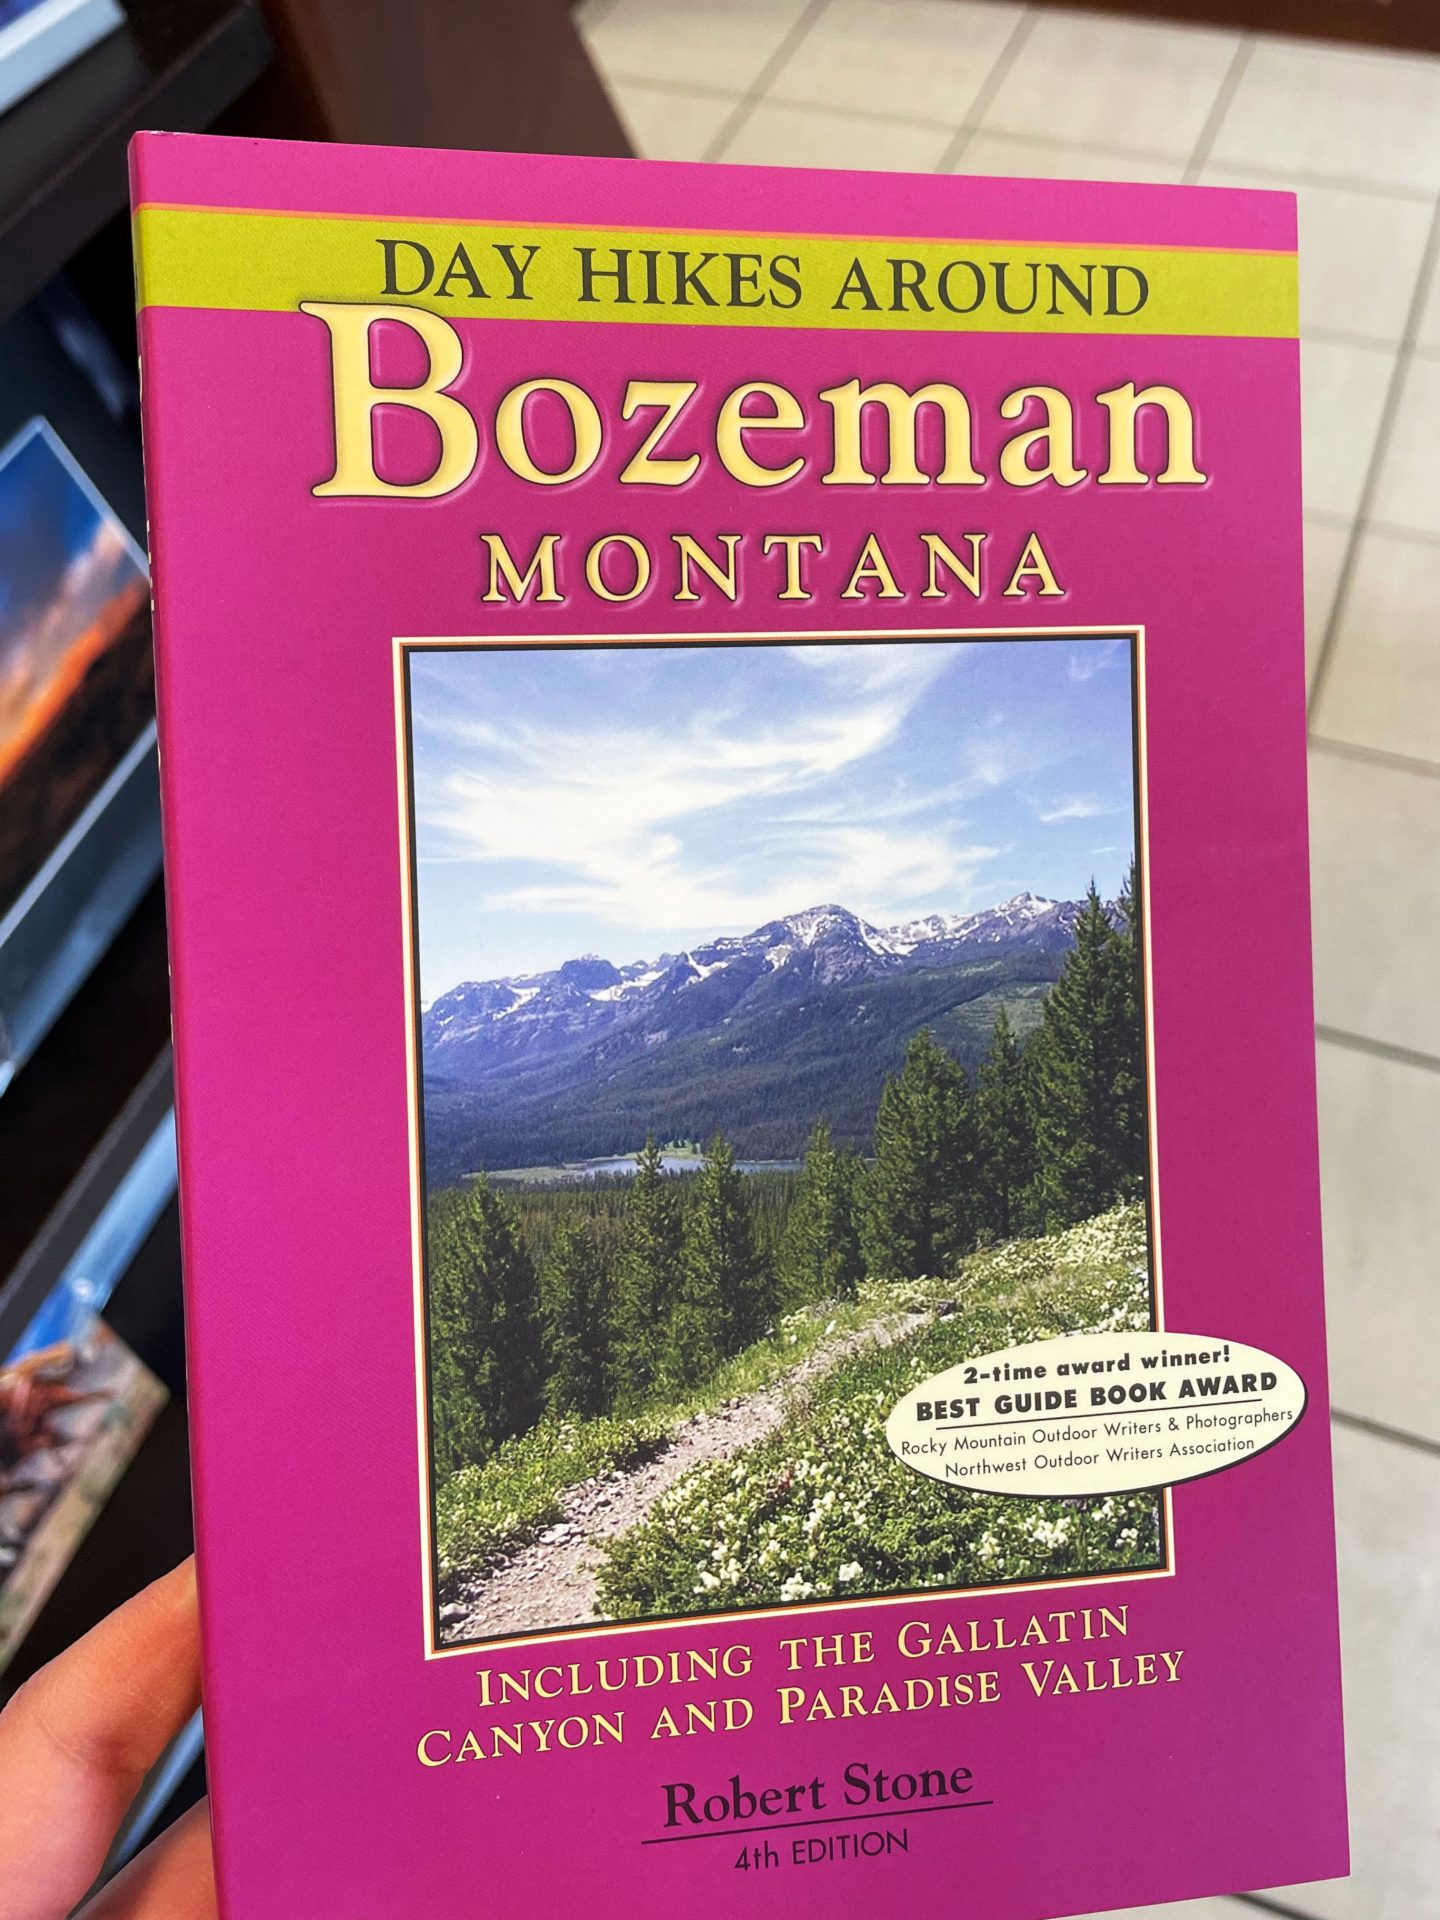 DAY HIKES AROUND
Bozeman
MONTANA
2-time award winner!
BEST GUIDE BOOK AWARD
Rocky Mountain Outdoor Writers & Photographers
Northwest Outdoor Writers Association
INCLUDING THE GALLATIN
CANYON AND PARADISE VALLEY
Robert Stone
4th EDITION